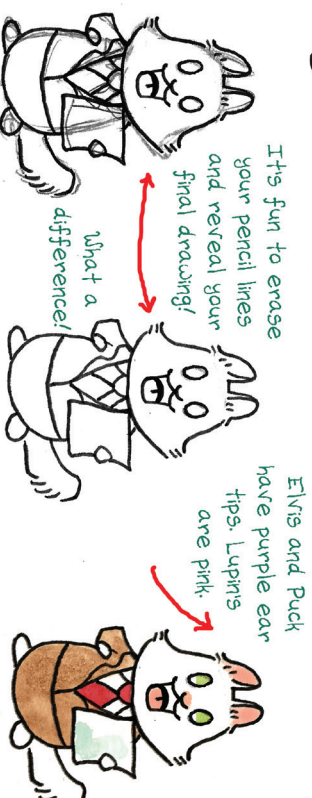 It's fun to erase
your pencil lines
and reveal your
final drawing!
What a
difference!
Elvis and Puck
have purple ear
tips. Lupin's
are pink.